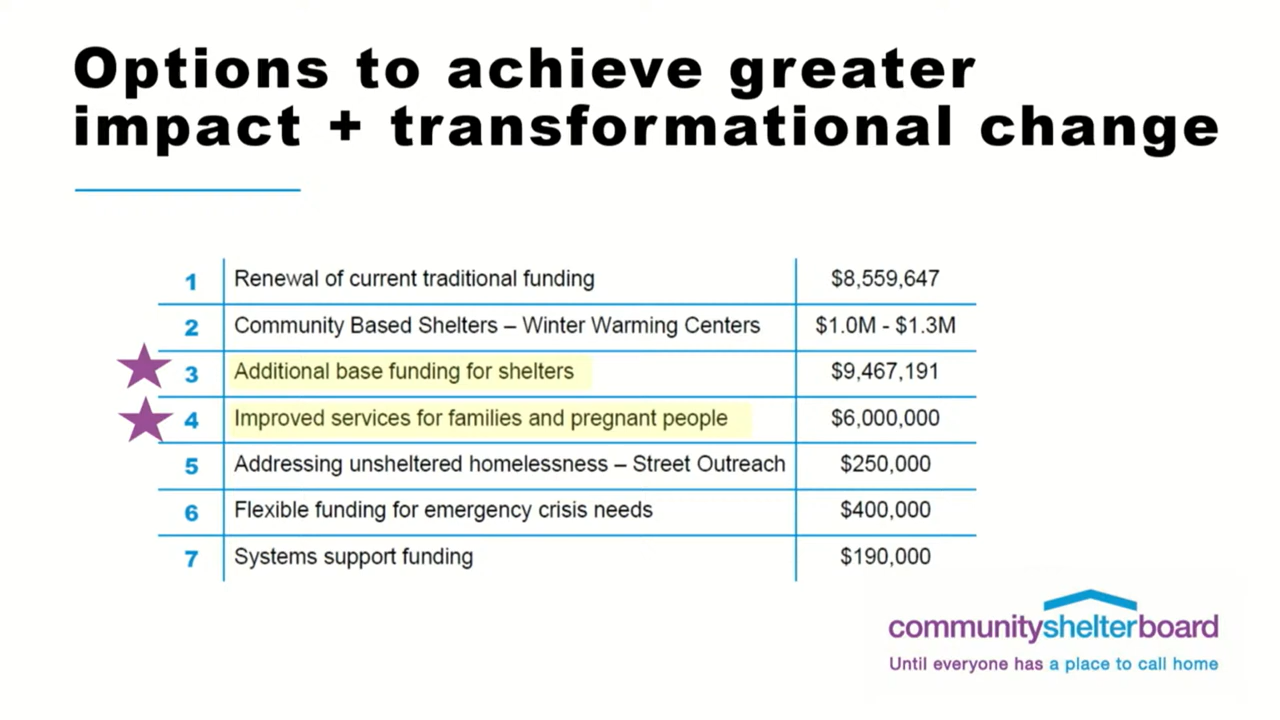 Options to achieve greater
impact + transformational change
1 Renewal of current traditional funding $8,559,647
2 Community Based Shelters – Winter Warming Centers $1.0M - $1.3M
3 Additional base funding for shelters $9,467,191
4 Improved services for families and pregnant people $6,000,000
5 Addressing unsheltered homelessness – Street Outreach $250,000
6 Flexible funding for emergency crisis needs $400,000
7 Systems support funding $190,000
communityshelterboard
Until everyone has a place to call home